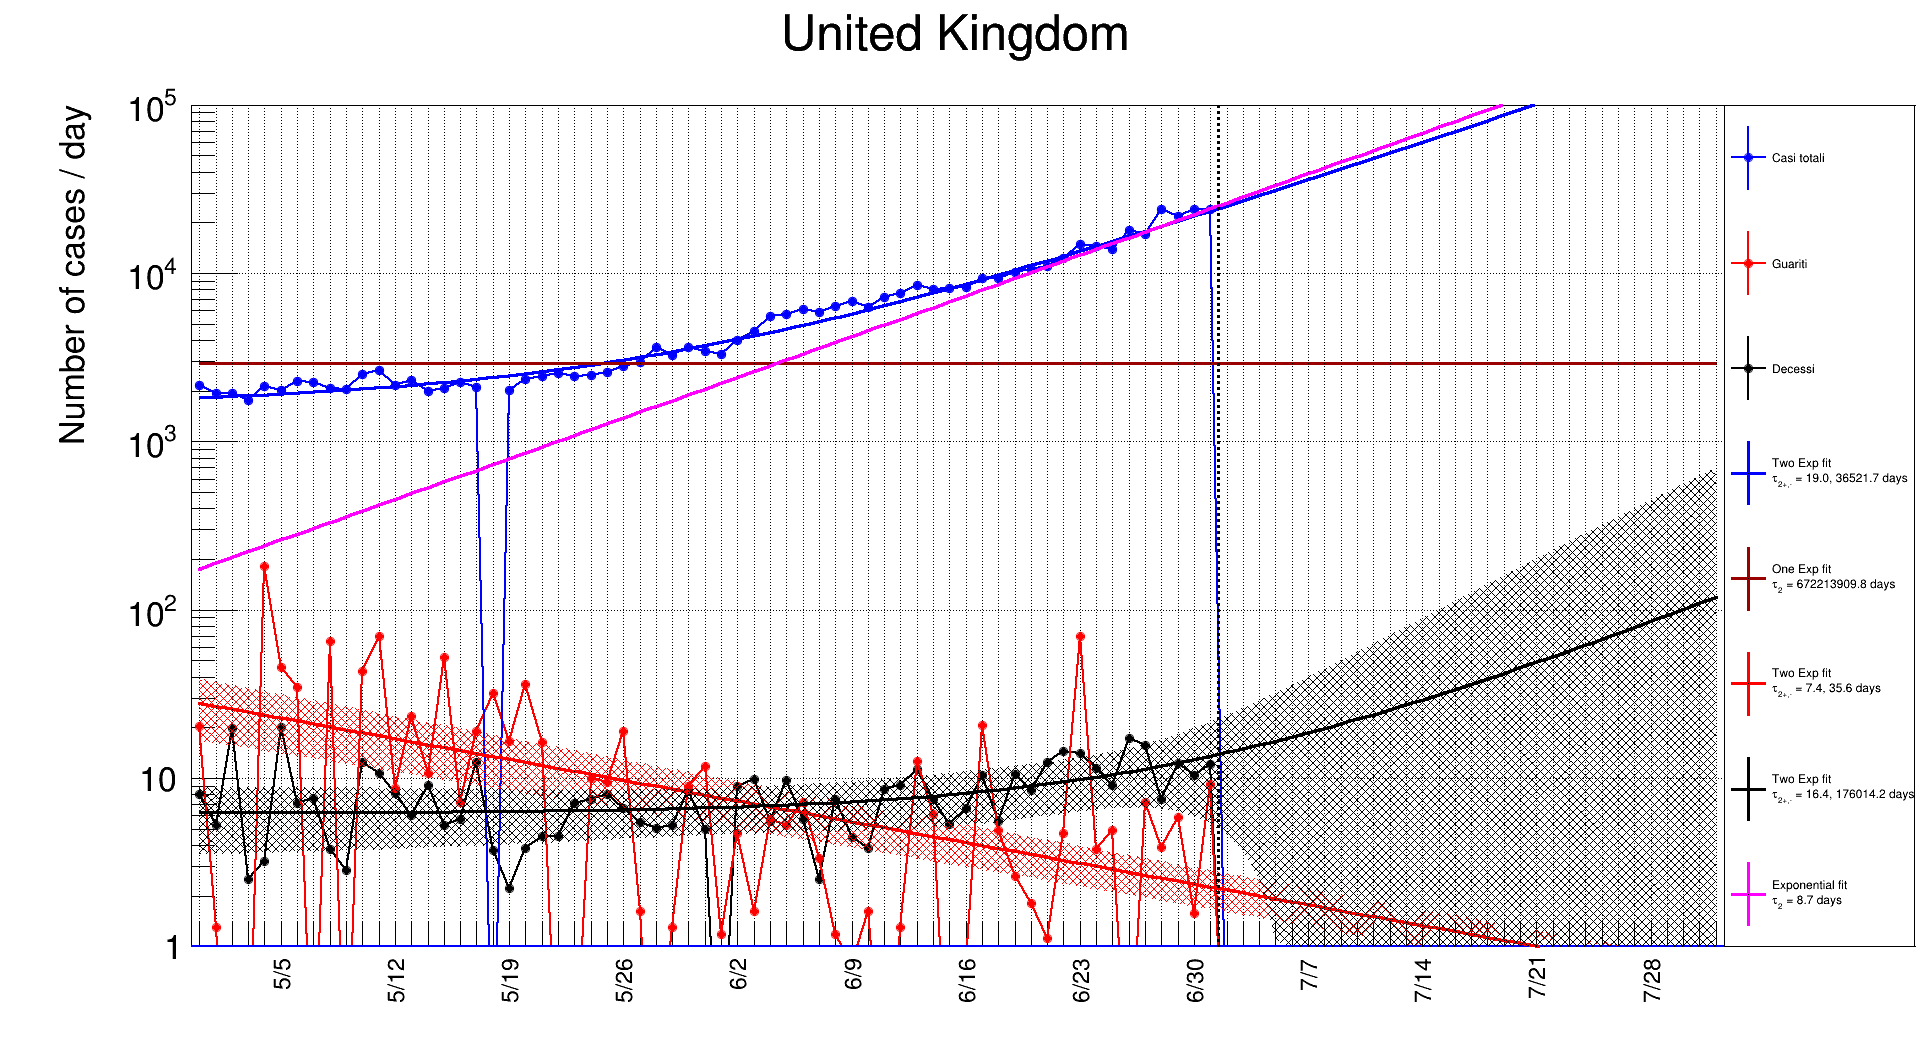 United Kingdom
Number of cases / day
10^5
10^4
10^3
10^2
10
1
5/5
5/12
5/19
5/26
6/2
6/9
6/16
6/23
6/30
7/7
7/14
7/21
7/28
Casi totali
Guariti
Decessi
Two Exp fit
τ2+,- = 19.0, 36521.7 days
One Exp fit
τ2 = 672213909.8 days
Two Exp fit
τ2+,- = 7.4, 35.6 days
Two Exp fit
τ2+,- = 16.4, 176014.2 days
Exponential fit
τ2 = 8.7 days